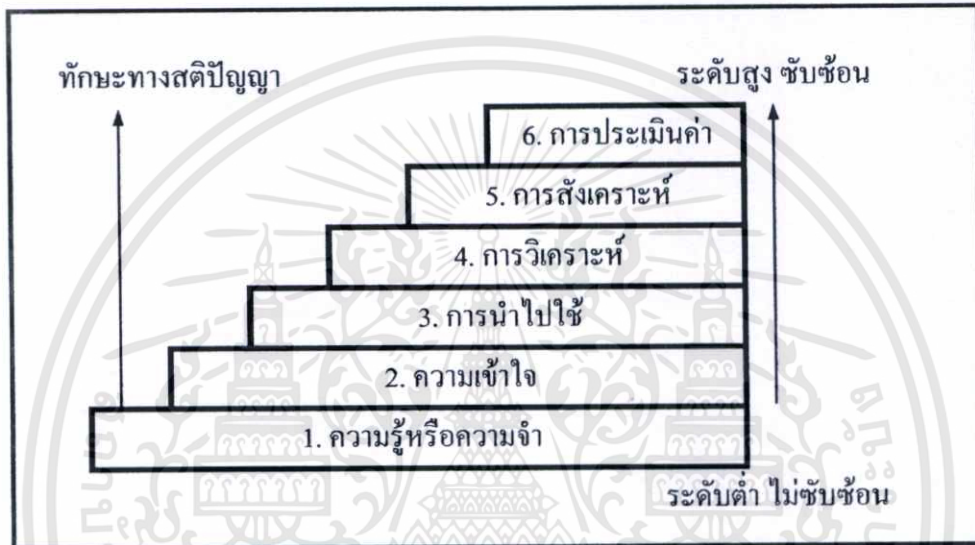 ทักษะทางสติปัญญา
ระดับสูง ซับซ้อน
6. การประเมินค่า
5. การสังเคราะห์
4. การวิเคราะห์
3. การนำไปใช้
2. ความเข้าใจ
1. ความรู้หรือความจำ
ระดับต่ำ ไม่ซับซ้อน